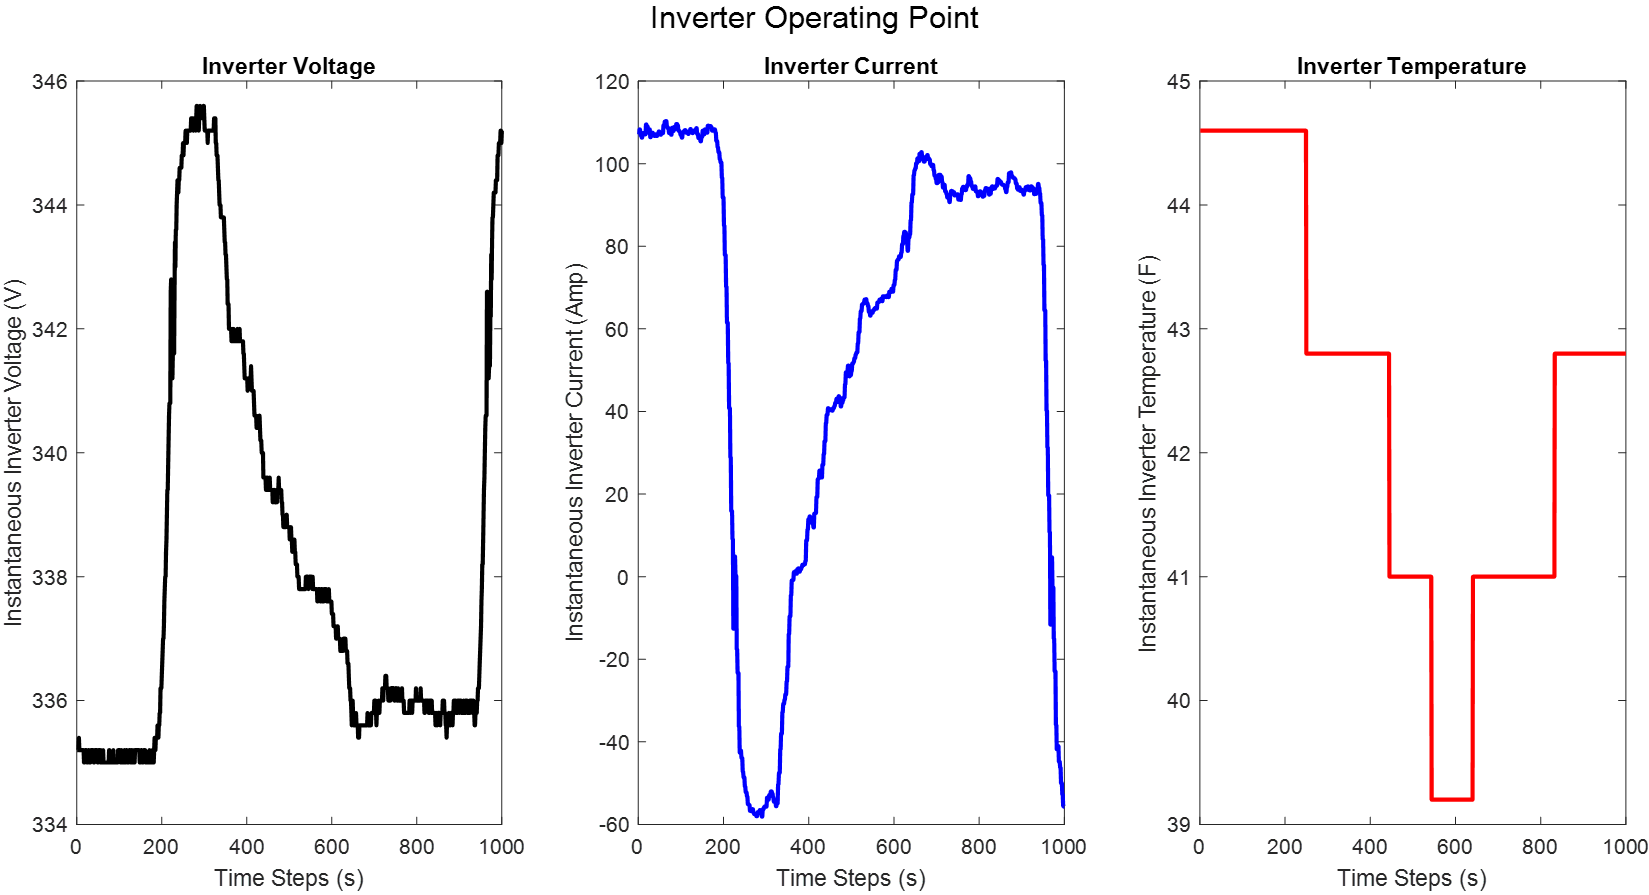 Inverter Operating Point
Inverter Voltage
Instantaneous Inverter Voltage (V)
346
344
342
340
338
336
334
0 200 400 600 800 1000
Time Steps (s)
Inverter Current
Instantaneous Inverter Current (Amp)
120
100
80
60
40
20
0
-20
-40
-60
0 200 400 600 800 1000
Time Steps (s)
Inverter Temperature
Instantaneous Inverter Temperature (F)
45
44
43
42
41
40
39
0 200 400 600 800 1000
Time Steps (s)